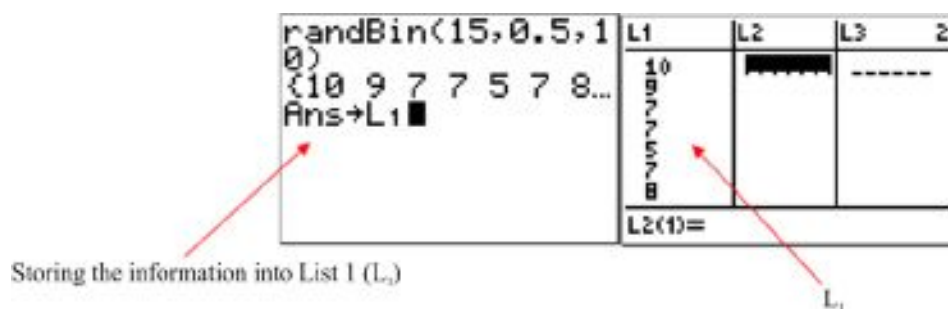 randBin(15,0.5,1
0)
{10 9 7 7 5 7 8...
Ans→L₁
L1 L2 L3 2
10
9
7
7
5
7
8
L2(1)=
Storing the information into List 1 (L₁)
L₁